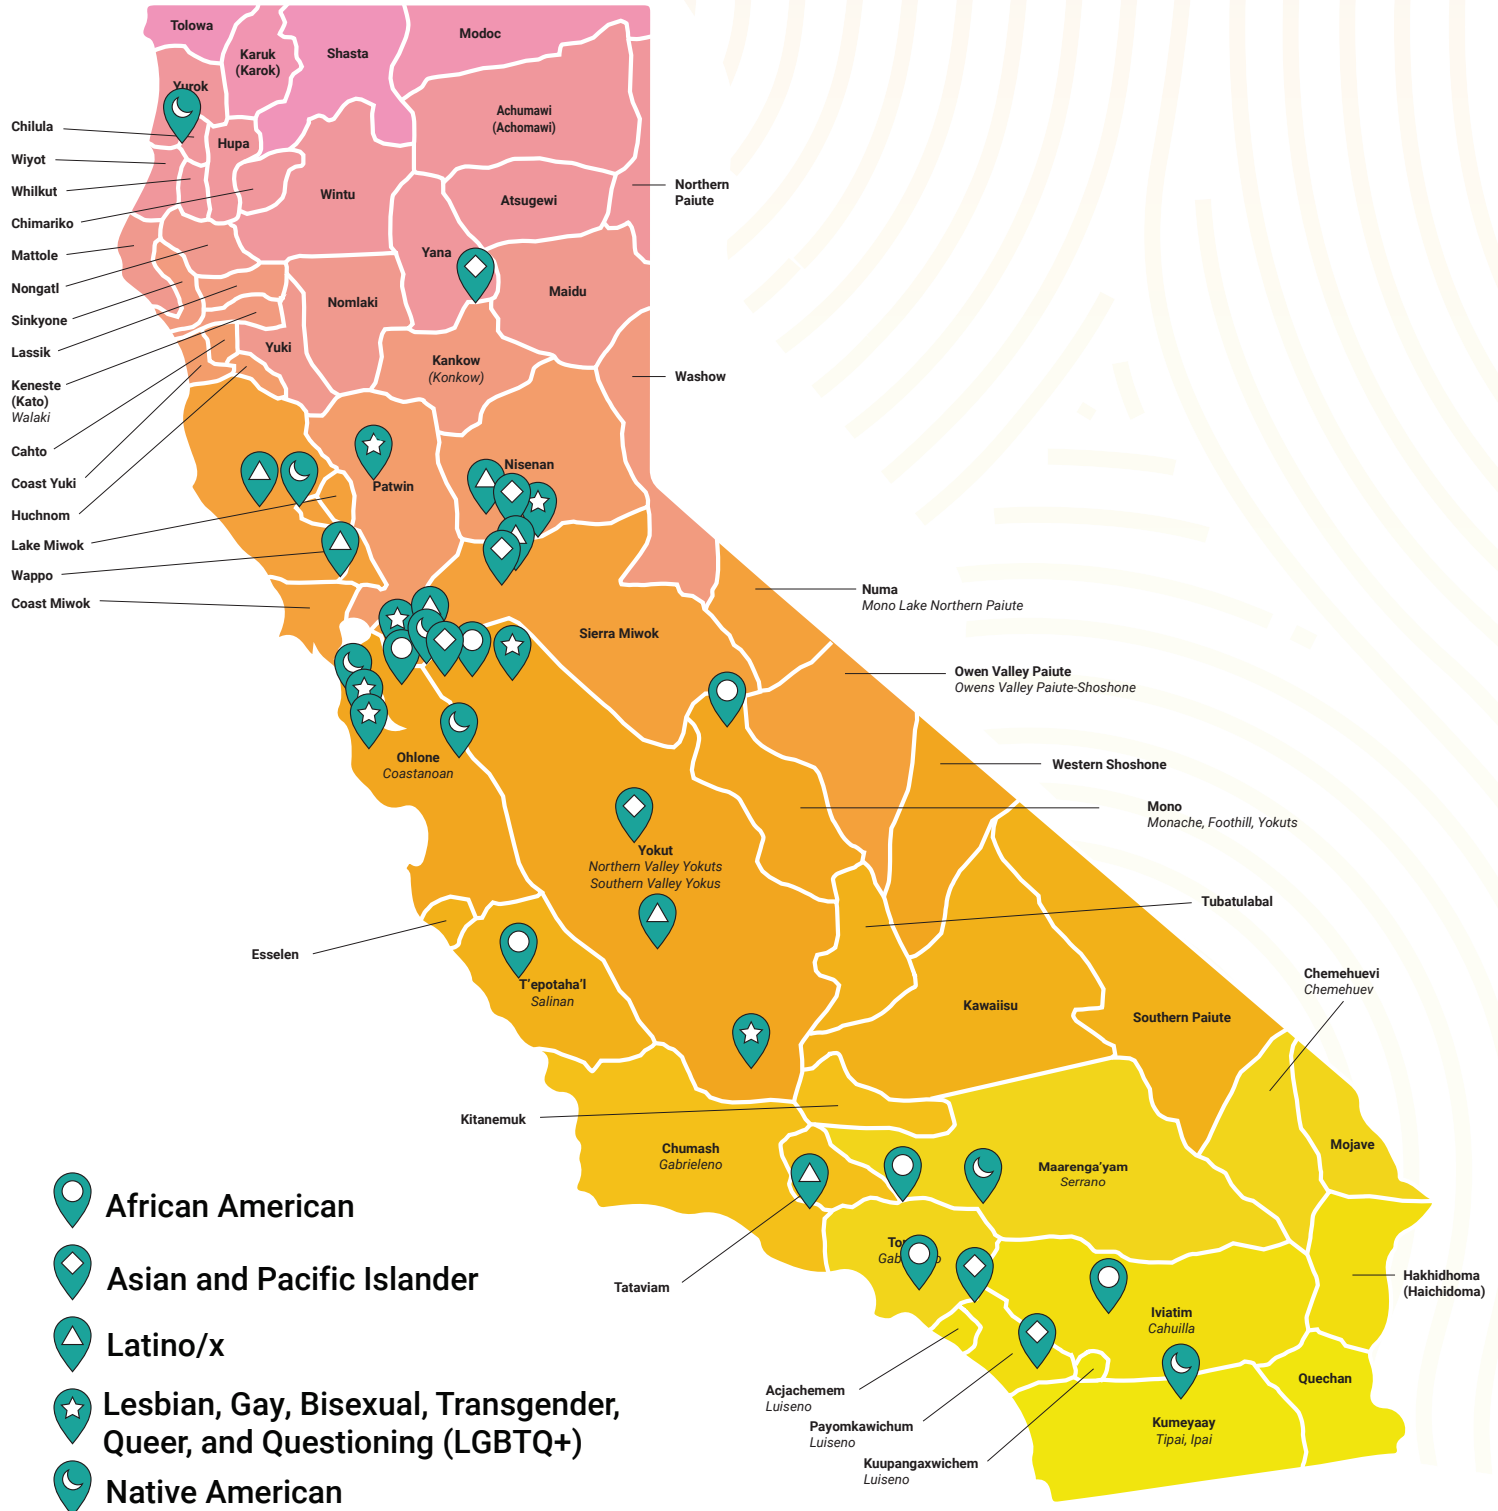 Tolowa
Karuk
(Karok)
Shasta
Modoc
Yurok
Achumawi
(Achomawi)
Chilula
Hupa
Wiyot
Whilkut
Chimariko
Wintu
Atsugewi
Northern
Paiute
Mattole
Yana
Nongatl
Maidu
Nomlaki
Sinkyone
Lassik
Yuki
Kankow
(Konkow)
Washow
Keneste
(Kato)
Walaki
Cahto
Coast Yuki
Huchnom
Nisenan
Patwin
Lake Miwok
Wappo
Coast Miwok
Numa
Mono Lake Northern Paiute
Sierra Miwok
Owen Valley Paiute
Owens Valley Paiute-Shoshone
Ohlone
Coastanoan
Western Shoshone
Mono
Monache, Foothill, Yokuts
Yokut
Northern Valley Yokuts
Southern Valley Yokus
Tubatulabal
Esselen
T'epotaha'l
Salinan
Kawaiisu
Southern Paiute
Chemehuevi
Chemehuev
Kitanemuk
Chumash
Gabrieleno
Maarenga'yam
Serrano
Mojave
Tataviam
Hakhidhoma
(Haichidoma)
Iviatim
Cahuilla
Acjachemem
Luiseno
Payomkawichum
Luiseno
Kuupangaxwichem
Luiseno
Quechan
Kumeyaay
Tipai, Ipai
African American
Asian and Pacific Islander
Latino/x
Lesbian, Gay, Bisexual, Transgender,
Queer, and Questioning (LGBTQ+)
Native American